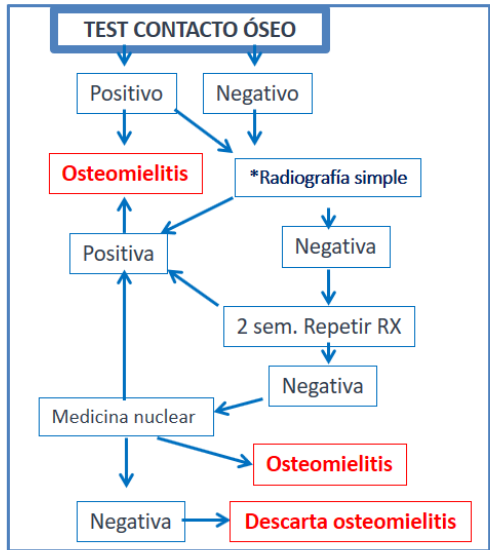 TEST CONTACTO ÓSEO
Positivo
Negativo
Osteomielitis
*Radiografía simple
Positiva
Negativa
2 sem. Repetir RX
Negativa
Medicina nuclear
Osteomielitis
Negativa
Descarta osteomielitis